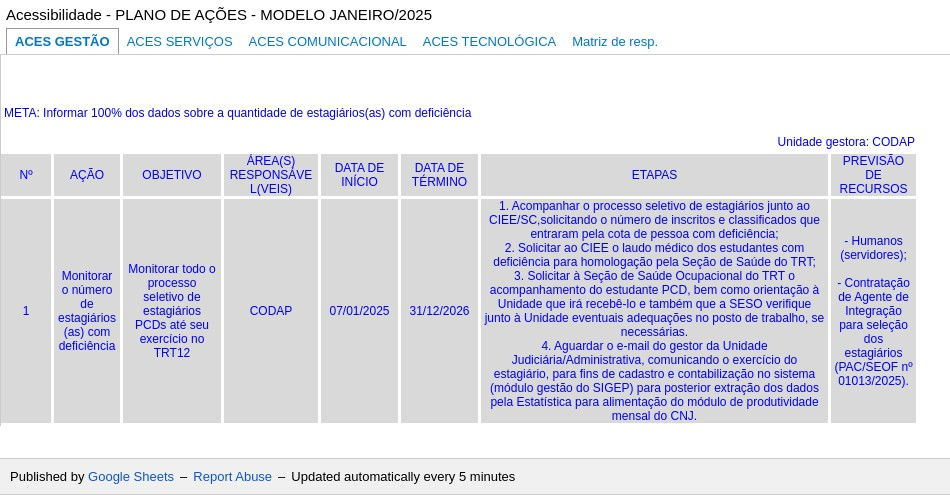 Acessibilidade - PLANO DE AÇÕES - MODELO JANEIRO/2025
ACES GESTÃO ACES SERVIÇOS ACES COMUNICACIONAL ACES TECNOLÓGICA Matriz de resp.
META: Informar 100% dos dados sobre a quantidade de estagiários(as) com deficiência
Unidade gestora: CODAP
Nº
AÇÃO
OBJETIVO
ÁREA(S)
RESPONSÁVE
L(VEIS)
DATA DE
INÍCIO
DATA DE
TÉRMINO
ETAPAS
PREVISÃO
DE
RECURSOS
1
Monitorar
o número
de
estagiários
(as) com
deficiência
Monitorar todo o
processo
seletivo de
estagiários
PCDs até seu
exercício no
TRT12
CODAP
07/01/2025
31/12/2026
1. Acompanhar o processo seletivo de estagiários junto ao
CIEE/SC,solicitando o número de inscritos e classificados que
entraram pela cota de pessoa com deficiência;
2. Solicitar ao CIEE o laudo médico dos estudantes com
deficiência para homologação pela Seção de Saúde do TRT;
3. Solicitar à Seção de Saúde Ocupacional do TRT o
acompanhamento do estudante PCD, bem como orientação à
Unidade que irá recebê-lo e também que a SESO verifique
junto à Unidade eventuais adequações no posto de trabalho, se
necessárias.
4. Aguardar o e-mail do gestor da Unidade
Judiciária/Administrativa, comunicando o exercício do
estagiário, para fins de cadastro e contabilização no sistema
(módulo gestão do SIGEP) para posterior extração dos dados
pela Estatística para alimentação do módulo de produtividade
mensal do CNJ.
- Humanos
(servidores);
- Contratação
de Agente de
Integração
para seleção
dos
estagiários
(PAC/SEOF nº
01013/2025).
Published by Google Sheets – Report Abuse – Updated automatically every 5 minutes